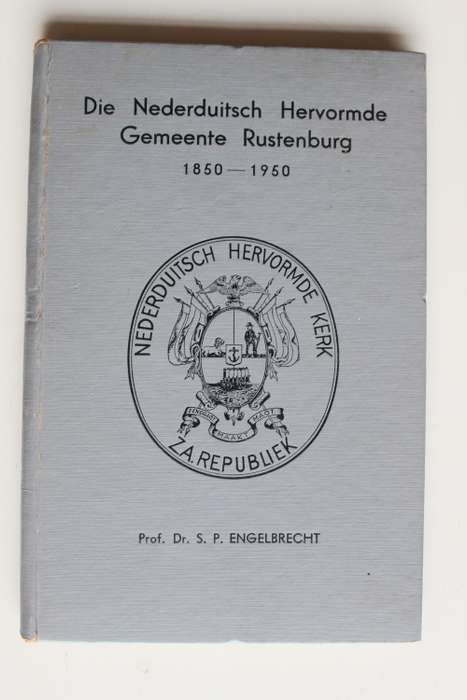 Die Nederduitsch Hervormde
Gemeente Rustenburg
1850 — 1950
NEDERDUITSCH HERVORMDE KERK
EENDRAGT MAAKT MAGT
Z.A. REPUBLIEK
Prof. Dr. S. P. ENGELBRECHT